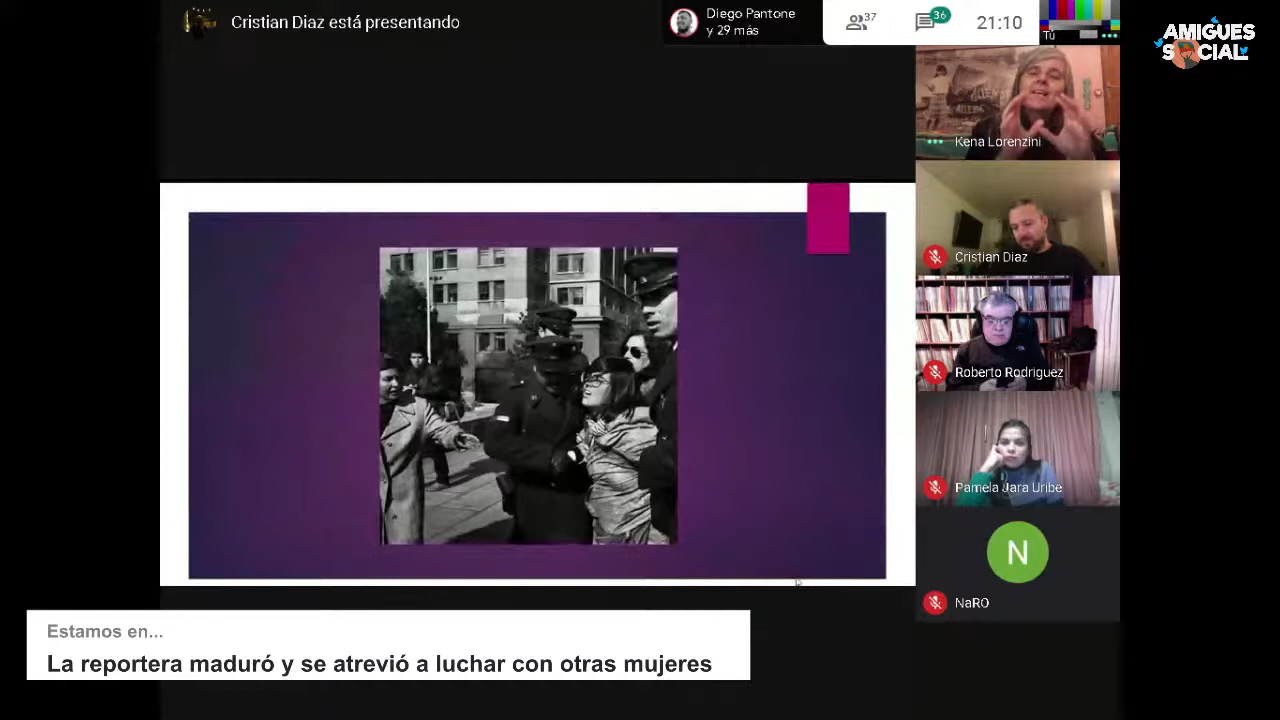 Cristian Diaz está presentando
Diego Pantone
y 29 más
37
36
21:10
Tú
AMIGUES
SOCIAL
Kena Lorenzini
Cristian Diaz
Roberto Rodriguez
Pamela Jara Uribe
N
NaRO
Estamos en...
La reportera maduró y se atrevió a luchar con otras mujeres